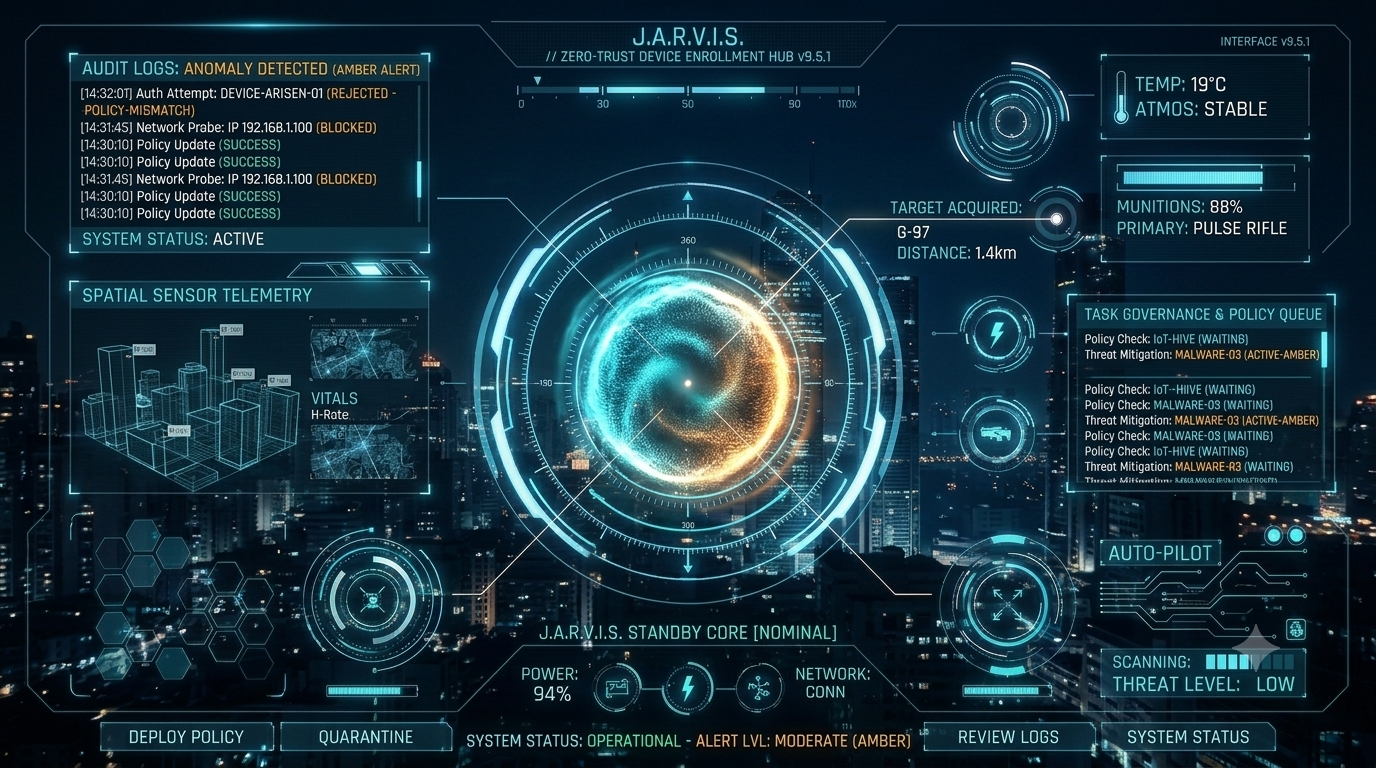 J.A.R.V.I.S.
// ZERO-TRUST DEVICE ENROLLMENT HUB v9.5.1
INTERFACE v9.5.1
0 30 50 90
AUDIT LOGS: ANOMALY DETECTED (AMBER ALERT)
[14:32:0T] Auth Attempt: DEVICE-ARISEN-01 (REJECTED -
-POLICY-MISMATCH)
[14:31:4S] Network Probe: IP 192.16B.1.100 (BLOCKED)
[14:30:10] Policy Update (SUCCESS)
[14:30:10] Policy Update (SUCCESS)
[14:31.4S] Network Probe: IP 192.16B.1.100 (BLOCKED)
[14:30:10] Policy Update (SUCCESS)
[14:30:10] Policy Update (SUCCESS)
SYSTEM STATUS: ACTIVE
SPATIAL SENSOR TELEMETRY
VITALS
H-Rate
360
-180
90
300
TEMP: 19°C
ATMOS: STABLE
MUNITIONS: 88%
PRIMARY: PULSE RIFLE
TARGET ACQUIRED:
G-97
DISTANCE: 1.4km
TASK GOVERNANCE & POLICY QUEUE
Policy Check: IoT-HIVE (WAITING)
Threat Mitigation: MALWARE-03 (ACTIVE-AMBER)
Policy Check: IoT--HIIVE (WAITING)
Policy Check: MALWARE-03 (WAITING)
Threat Mitigation: MALWARE-03 (ACTIVE-AMBER)
Policy Check: MALWARE-03 (WAITING)
Policy Check: IoT-HIVE (WAITING)
Threat Mitigation: MALWARE-R3 (WAITING)
AUTO-PILOT
SCANNING:
THREAT LEVEL: LOW
J.A.R.V.I.S. STANDBY CORE [NOMINAL]
POWER:
94%
NETWORK:
CONN
DEPLOY POLICY
QUARANTINE
SYSTEM STATUS: OPERATIONAL - ALERT LVL: MODERATE (AMBER)
REVIEW LOGS
SYSTEM STATUS